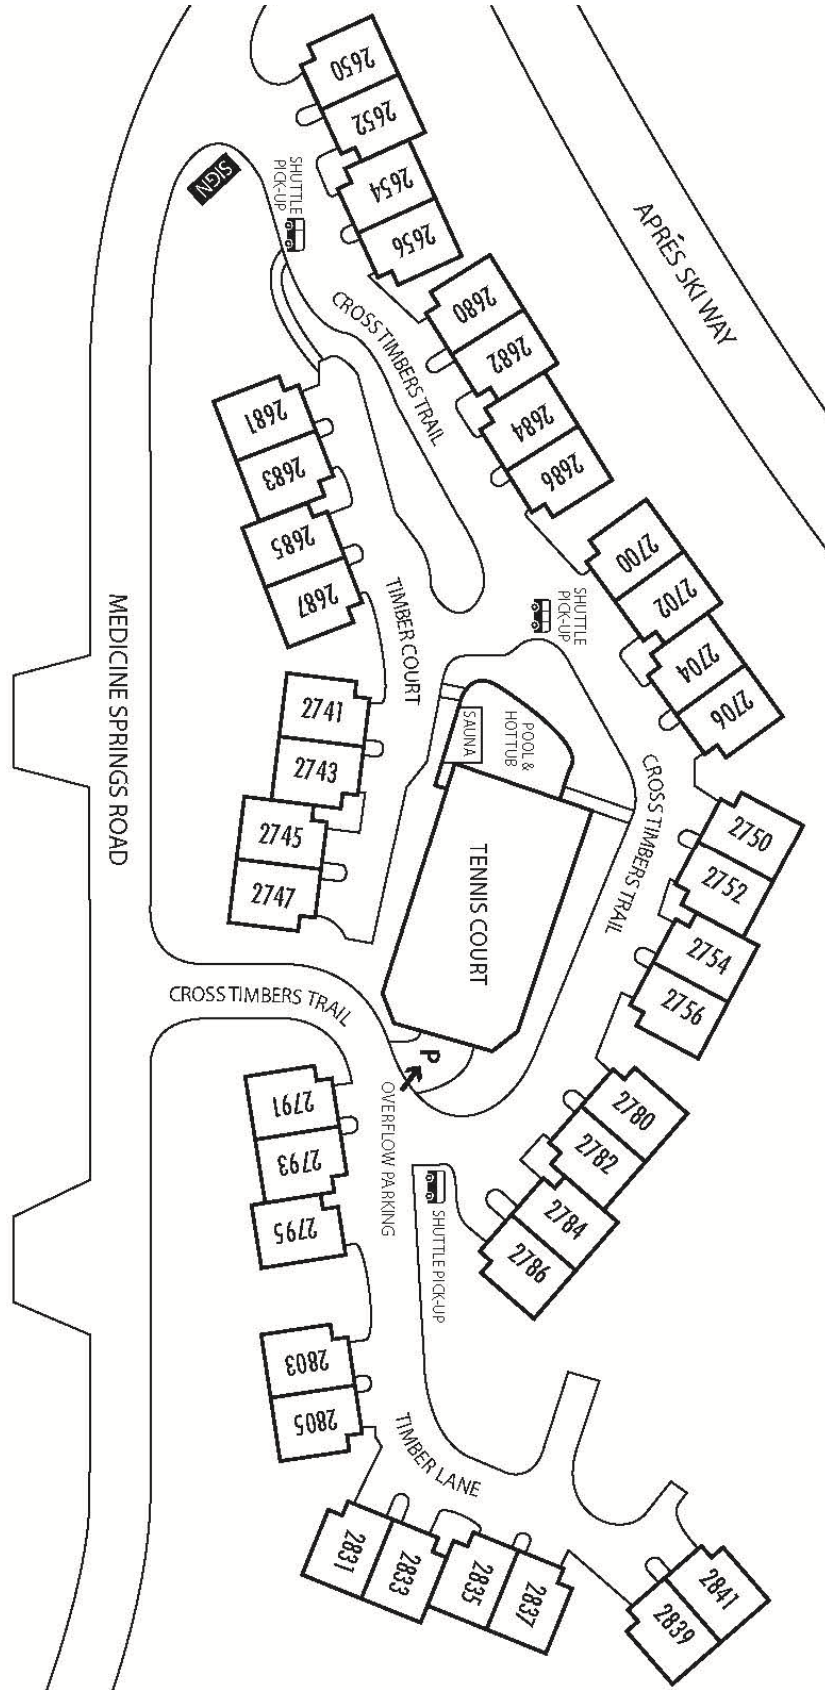 2650
2652
2654
2656
SIGN
SHUTTLE
PICK-UP
APRÉS SKI WAY
CROSS TIMBERS TRAIL
2680
2682
2684
2686
2681
2683
2685
2687
2700
2702
2704
2706
SHUTTLE
PICK-UP
TIMBER COURT
MEDICINE SPRINGS ROAD
2741
2743
2745
2747
SAUNA
POOL &
HOT TUB
TENNIS COURT
CROSS TIMBERS TRAIL
2750
2752
2754
2756
CROSS TIMBERS TRAIL
P
OVERFLOW PARKING
2780
2782
2784
2786
2791
2793
2795
SHUTTLE PICK-UP
2803
2805
TIMBER LANE
2831
2833
2835
2837
2841
2839